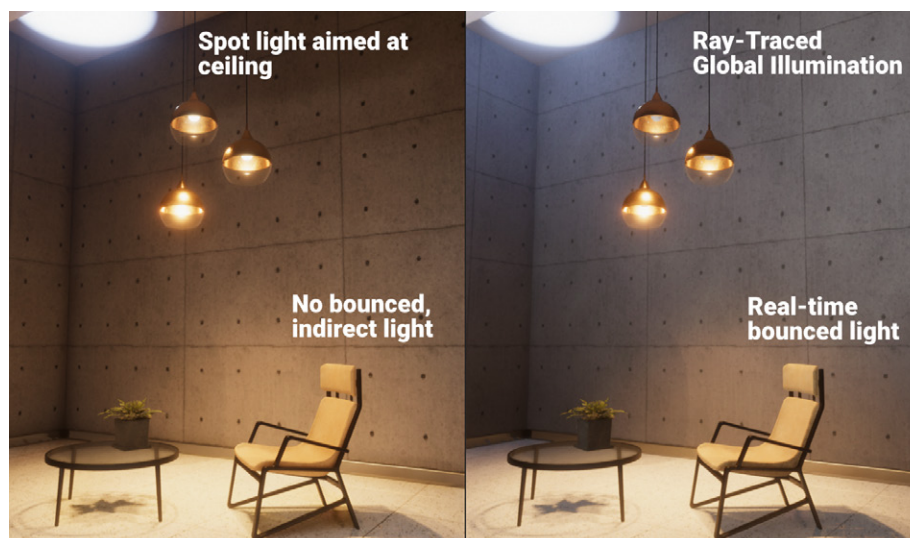 Spot light aimed at
ceiling
No bounced,
indirect light
Ray-Traced
Global Illumination
Real-time
bounced light